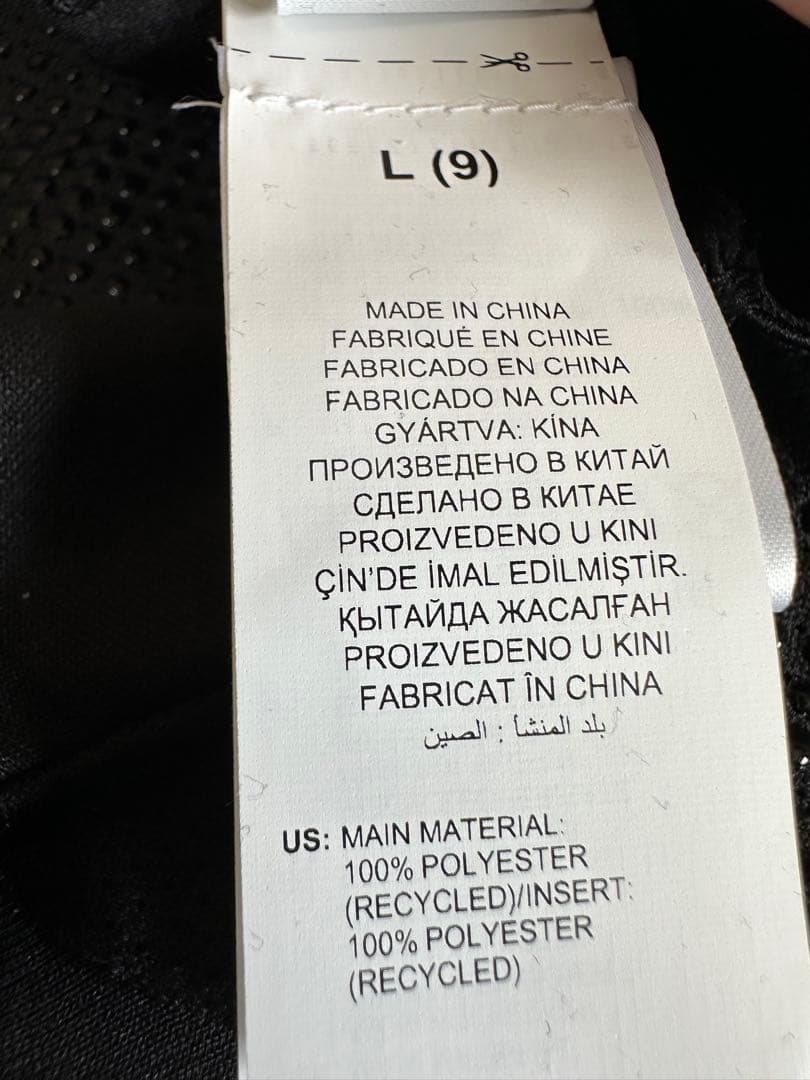 L (9)
MADE IN CHINA
FABRIQUÉ EN CHINE
FABRICADO EN CHINA
FABRICADO NA CHINA
GYÁRTVA: KÍNA
ПРОИЗВЕДЕНО В КИТАЙ
СДЕЛАНО В КИТАЕ
PROIZVEDENO U KINI
ÇİN'DE İMAL EDİLMİŞTİR.
ҚЫТАЙДА ЖАСАЛҒАН
PROIZVEDENO U KINI
FABRICAT ÎN CHINA
بلد المنشأ : الصين
US: MAIN MATERIAL:
100% POLYESTER
(RECYCLED)/INSERT:
100% POLYESTER
(RECYCLED)